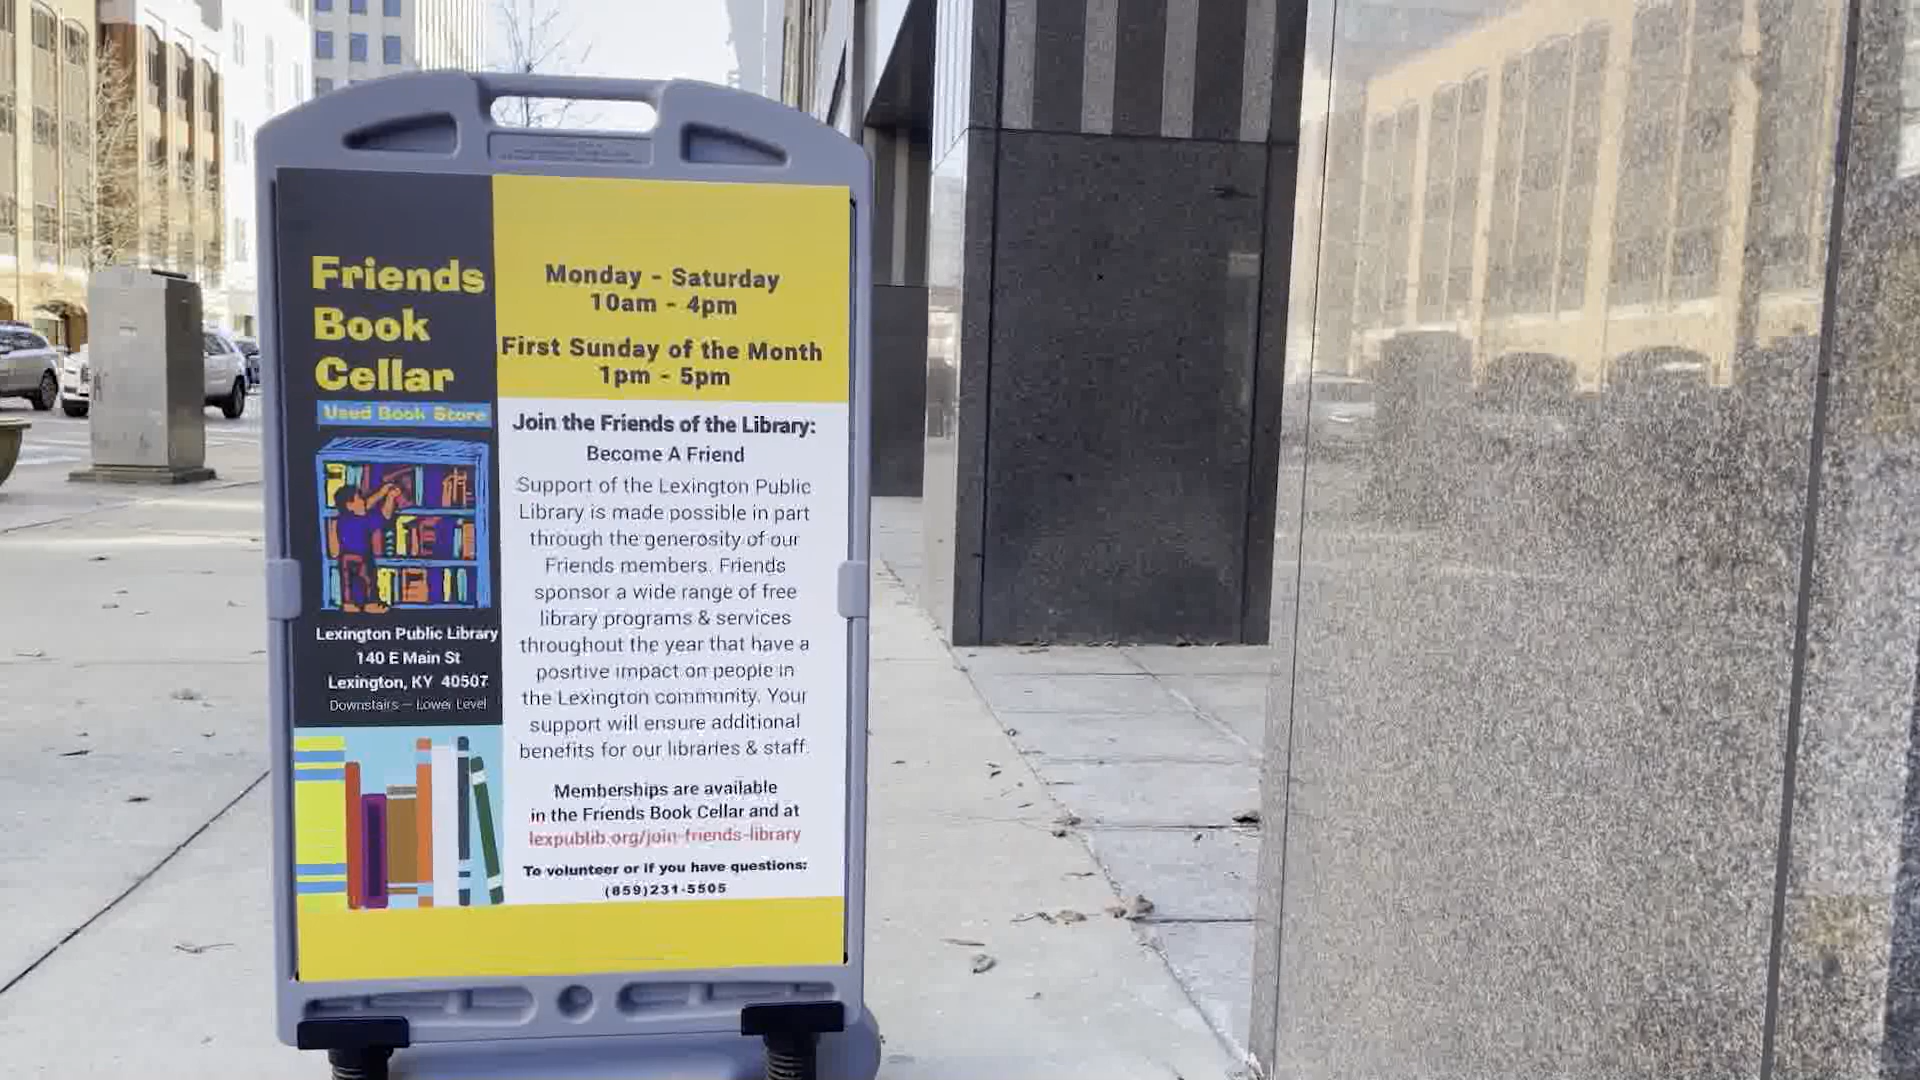 Friends
Book
Cellar
Used Book Store
Lexington Public Library
140 E Main St
Lexington, KY 40507
Downstairs – Lower Level
Monday - Saturday
10am - 4pm
First Sunday of the Month
1pm - 5pm
Join the Friends of the Library:
Become A Friend
Support of the Lexington Public
Library is made possible in part
through the generosity of our
Friends members. Friends
sponsor a wide range of free
library programs & services
throughout the year that have a
positive impact on people in
the Lexington community. Your
support will ensure additional
benefits for our libraries & staff.
Memberships are available
in the Friends Book Cellar and at
lexpublib.org/join-friends-library
To volunteer or if you have questions:
(859)231-5505